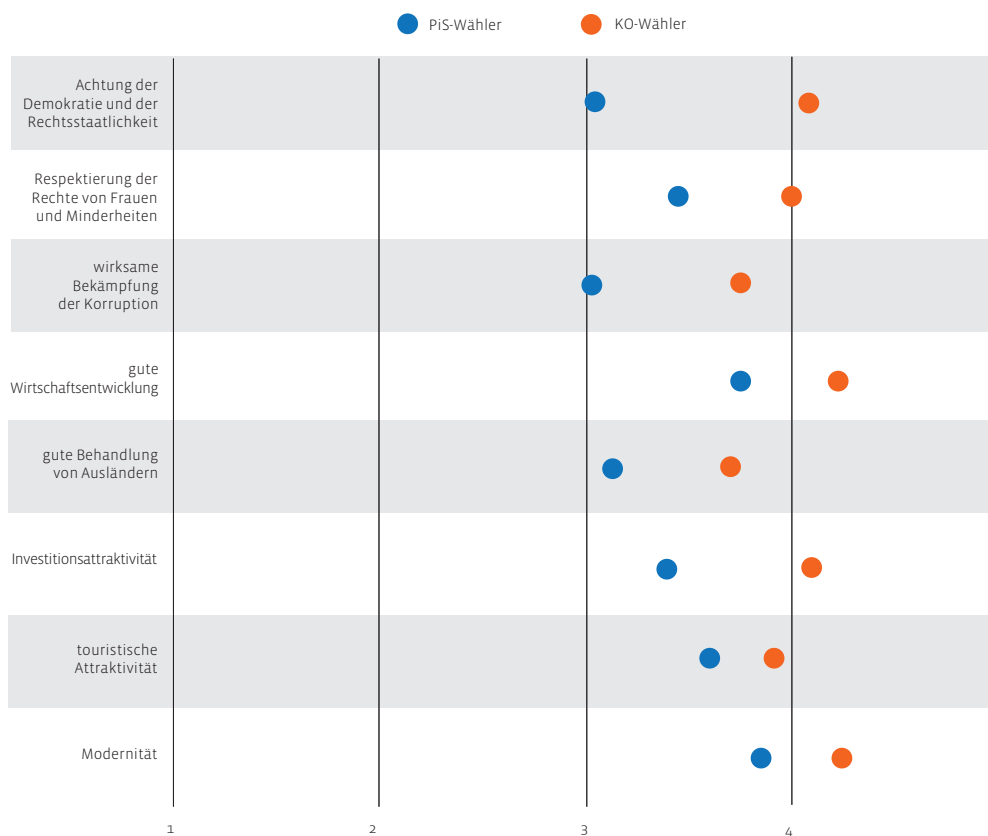 PiS-Wähler
KO-Wähler
Achtung der
Demokratie und der
Rechtsstaatlichkeit
Respektierung der
Rechte von Frauen
und Minderheiten
wirksame
Bekämpfung
der Korruption
gute
Wirtschaftsentwicklung
gute Behandlung
von Ausländern
Investitionsattraktivität
touristische
Attraktivität
Modernität
1
2
3
4